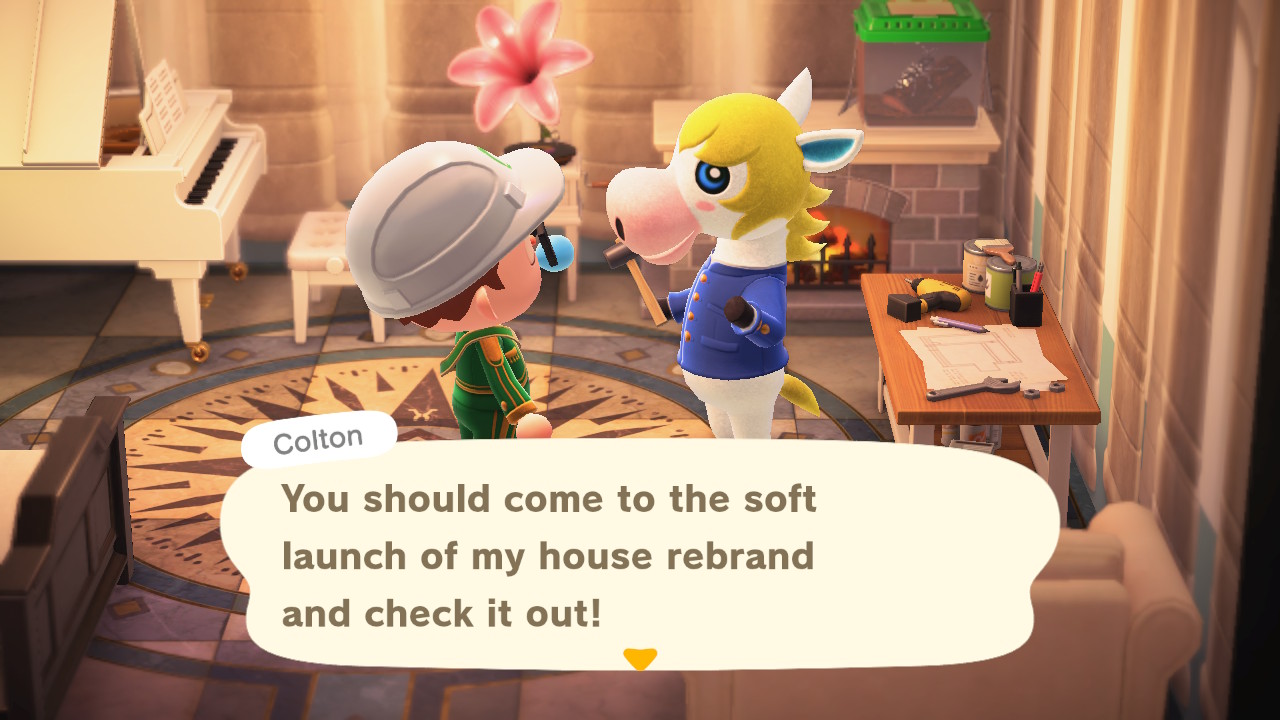 Colton
You should come to the soft
launch of my house rebrand
and check it out!